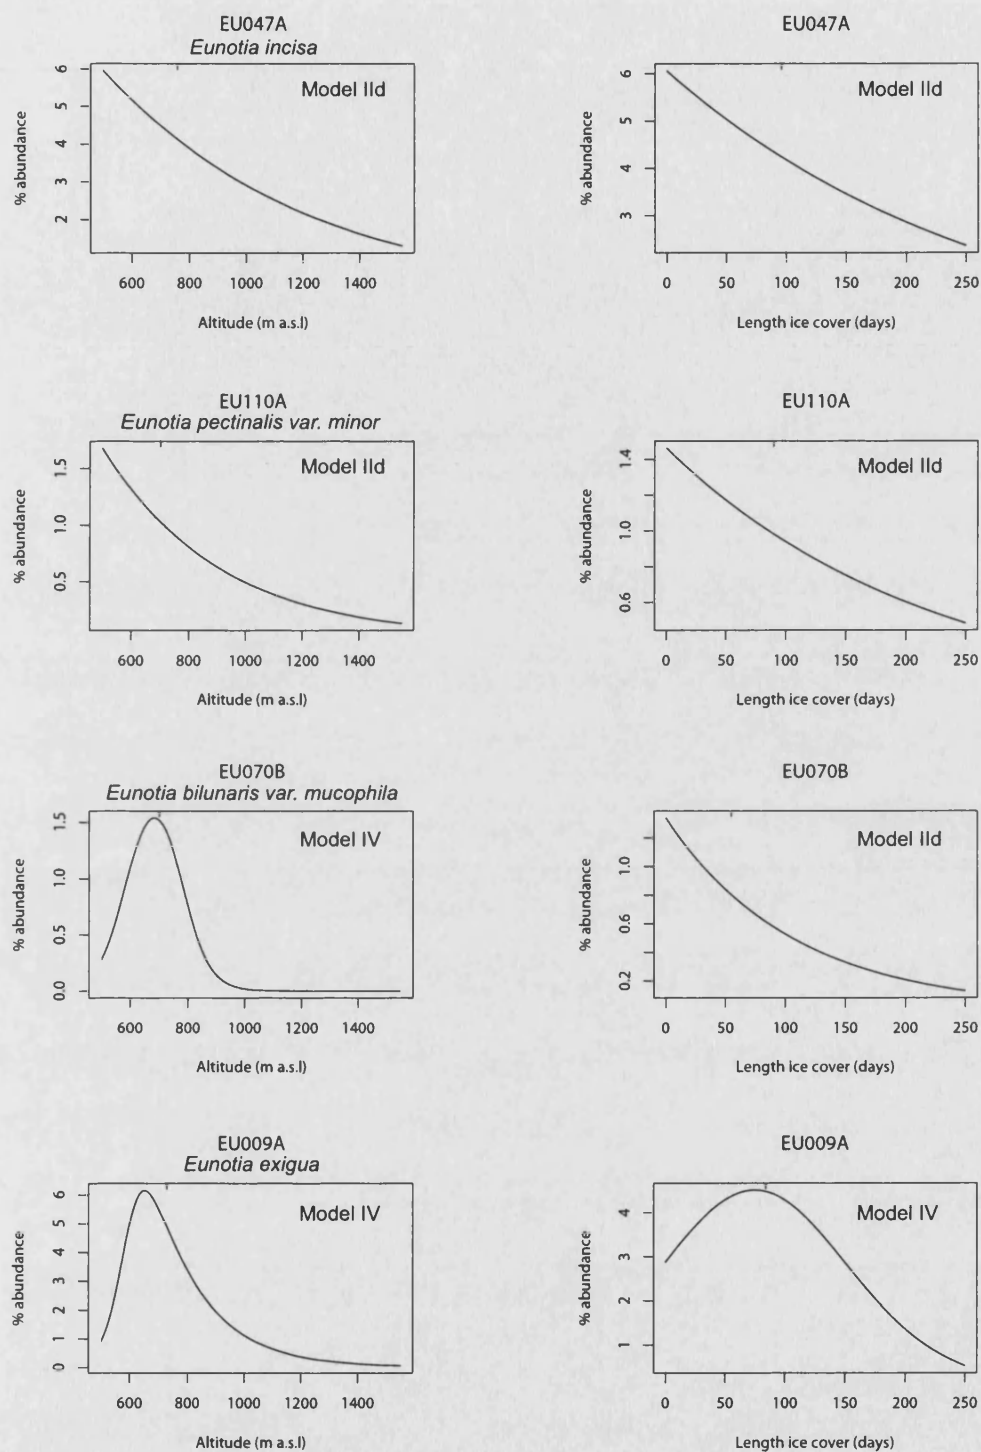 EU047A
Eunotia incisa
Model IId
% abundance
6
5
4
3
2
600 800 1000 1200 1400
Altitude (m a.s.l)
EU047A
Model IId
% abundance
6
5
4
3
0 50 100 150 200 250
Length ice cover (days)
EU110A
Eunotia pectinalis var. minor
Model IId
% abundance
1.5
1.0
0.5
600 800 1000 1200 1400
Altitude (m a.s.l)
EU110A
Model IId
% abundance
1.4
1.0
0.6
0 50 100 150 200 250
Length ice cover (days)
EU070B
Eunotia bilunaris var. mucophila
Model IV
% abundance
1.5
1.0
0.5
0.0
600 800 1000 1200 1400
Altitude (m a.s.l)
EU070B
Model IId
% abundance
1.0
0.6
0.2
0 50 100 150 200 250
Length ice cover (days)
EU009A
Eunotia exigua
Model IV
% abundance
6
5
4
3
2
1
0
600 800 1000 1200 1400
Altitude (m a.s.l)
EU009A
Model IV
% abundance
4
3
2
1
0 50 100 150 200 250
Length ice cover (days)